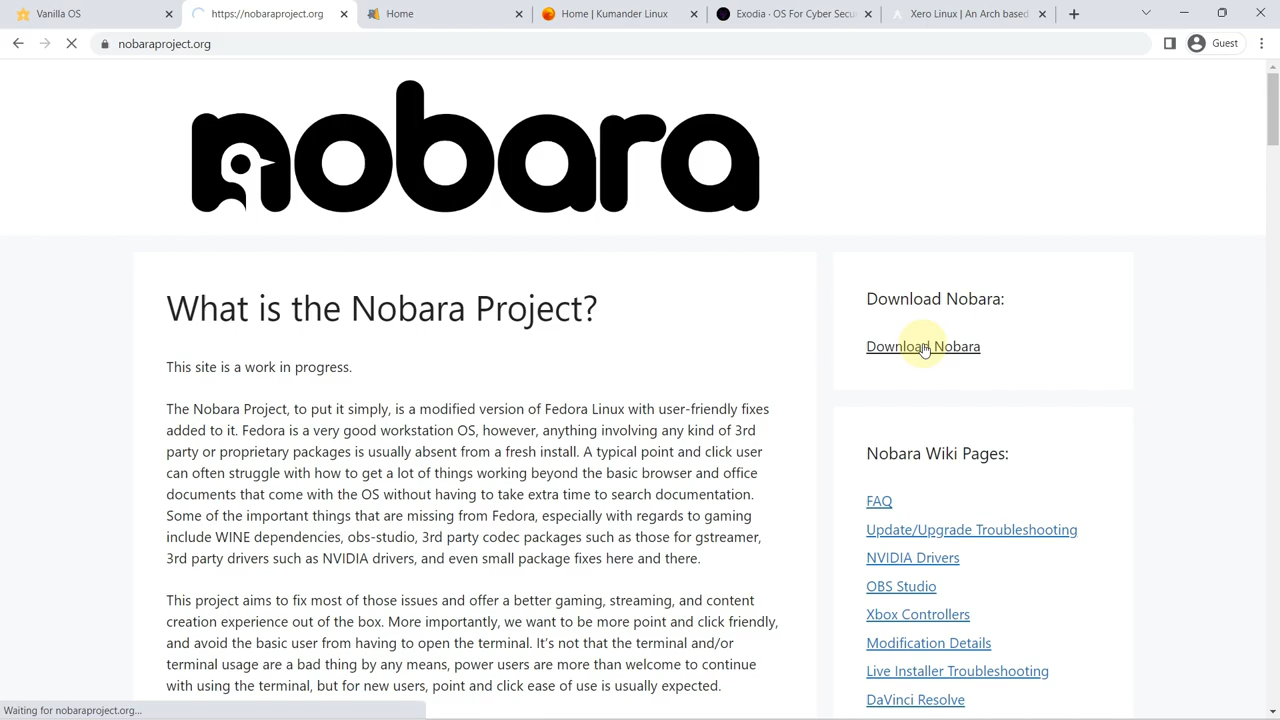 Vanilla OS
https://nobaraproject.org
Home
Home | Kumander Linux
Exodia · OS For Cyber Secu
Xero Linux | An Arch based
nobaraproject.org
Guest
nobara
What is the Nobara Project?
This site is a work in progress.
The Nobara Project, to put it simply, is a modified version of Fedora Linux with user-friendly fixes
added to it. Fedora is a very good workstation OS, however, anything involving any kind of 3rd
party or proprietary packages is usually absent from a fresh install. A typical point and click user
can often struggle with how to get a lot of things working beyond the basic browser and office
documents that come with the OS without having to take extra time to search documentation.
Some of the important things that are missing from Fedora, especially with regards to gaming
include WINE dependencies, obs-studio, 3rd party codec packages such as those for gstreamer,
3rd party drivers such as NVIDIA drivers, and even small package fixes here and there.
This project aims to fix most of those issues and offer a better gaming, streaming, and content
creation experience out of the box. More importantly, we want to be more point and click friendly,
and avoid the basic user from having to open the terminal. It's not that the terminal and/or
terminal usage are a bad thing by any means, power users are more than welcome to continue
with using the terminal, but for new users, point and click ease of use is usually expected.
Download Nobara:
Download Nobara
Nobara Wiki Pages:
FAQ
Update/Upgrade Troubleshooting
NVIDIA Drivers
OBS Studio
Xbox Controllers
Modification Details
Live Installer Troubleshooting
DaVinci Resolve
Waiting for nobaraproject.org...